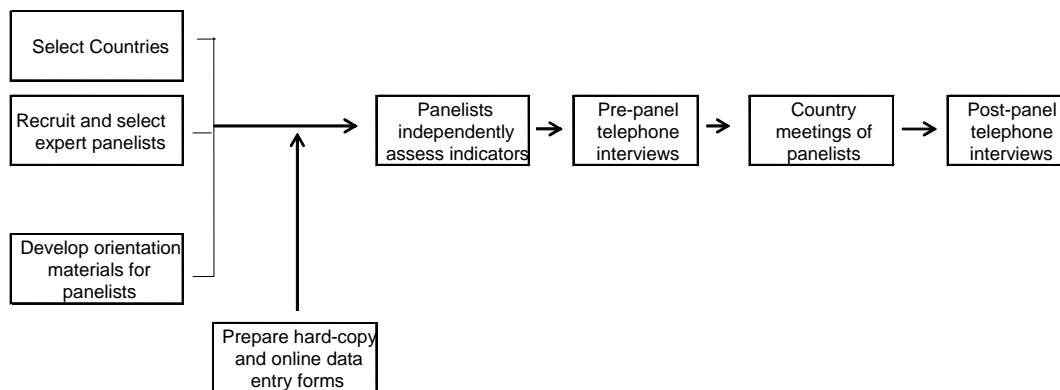 Select Countries
Recruit and select
expert panelists
Develop orientation
materials for
panelists
Prepare hard-copy
and online data
entry forms
Panelists
independently
assess indicators
Pre-panel
telephone
interviews
Country
meetings of
panelists
Post-panel
telephone
interviews